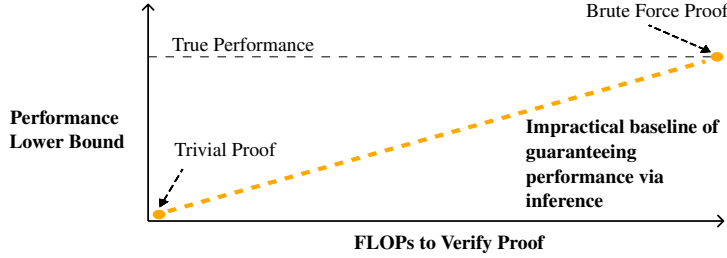 Brute Force Proof
True Performance
Performance
Lower Bound
Trivial Proof
Impractical baseline of
guaranteeing
performance via
inference
FLOPs to Verify Proof